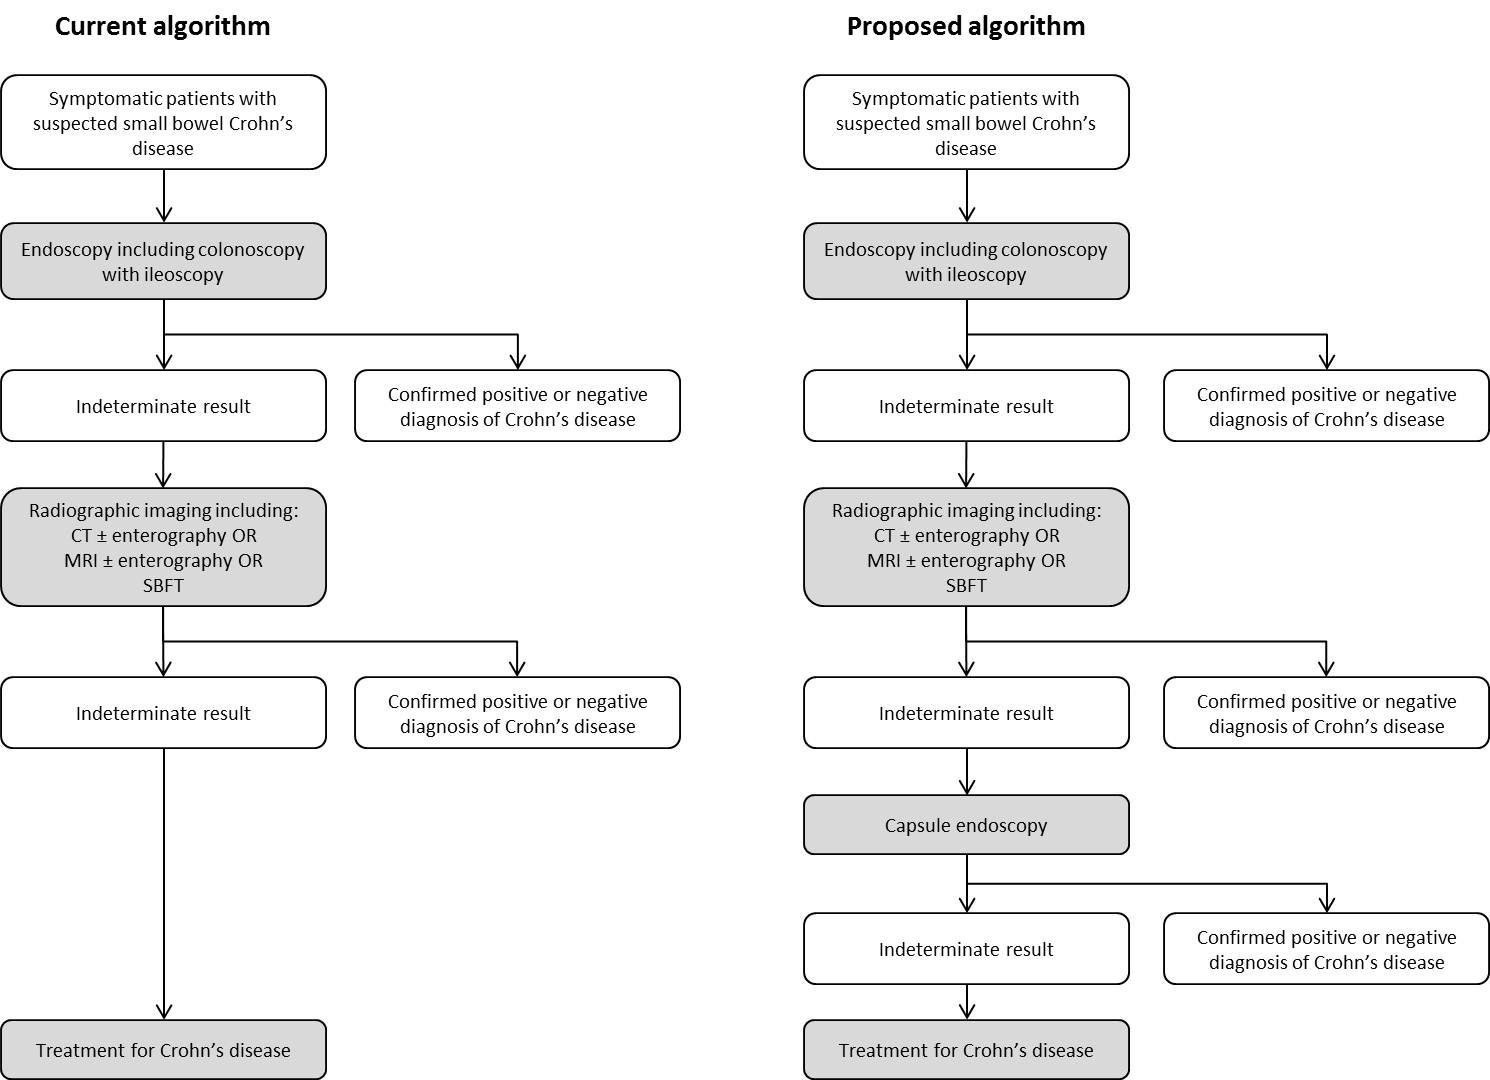 Current algorithm
Symptomatic patients with
suspected small bowel Crohn’s
disease
Endoscopy including colonoscopy
with ileoscopy
Indeterminate result
Confirmed positive or negative
diagnosis of Crohn’s disease
Radiographic imaging including:
CT ± enterography OR
MRI ± enterography OR
SBFT
Indeterminate result
Confirmed positive or negative
diagnosis of Crohn’s disease
Treatment for Crohn’s disease
Proposed algorithm
Symptomatic patients with
suspected small bowel Crohn’s
disease
Endoscopy including colonoscopy
with ileoscopy
Indeterminate result
Confirmed positive or negative
diagnosis of Crohn’s disease
Radiographic imaging including:
CT ± enterography OR
MRI ± enterography OR
SBFT
Indeterminate result
Confirmed positive or negative
diagnosis of Crohn’s disease
Capsule endoscopy
Indeterminate result
Confirmed positive or negative
diagnosis of Crohn’s disease
Treatment for Crohn’s disease